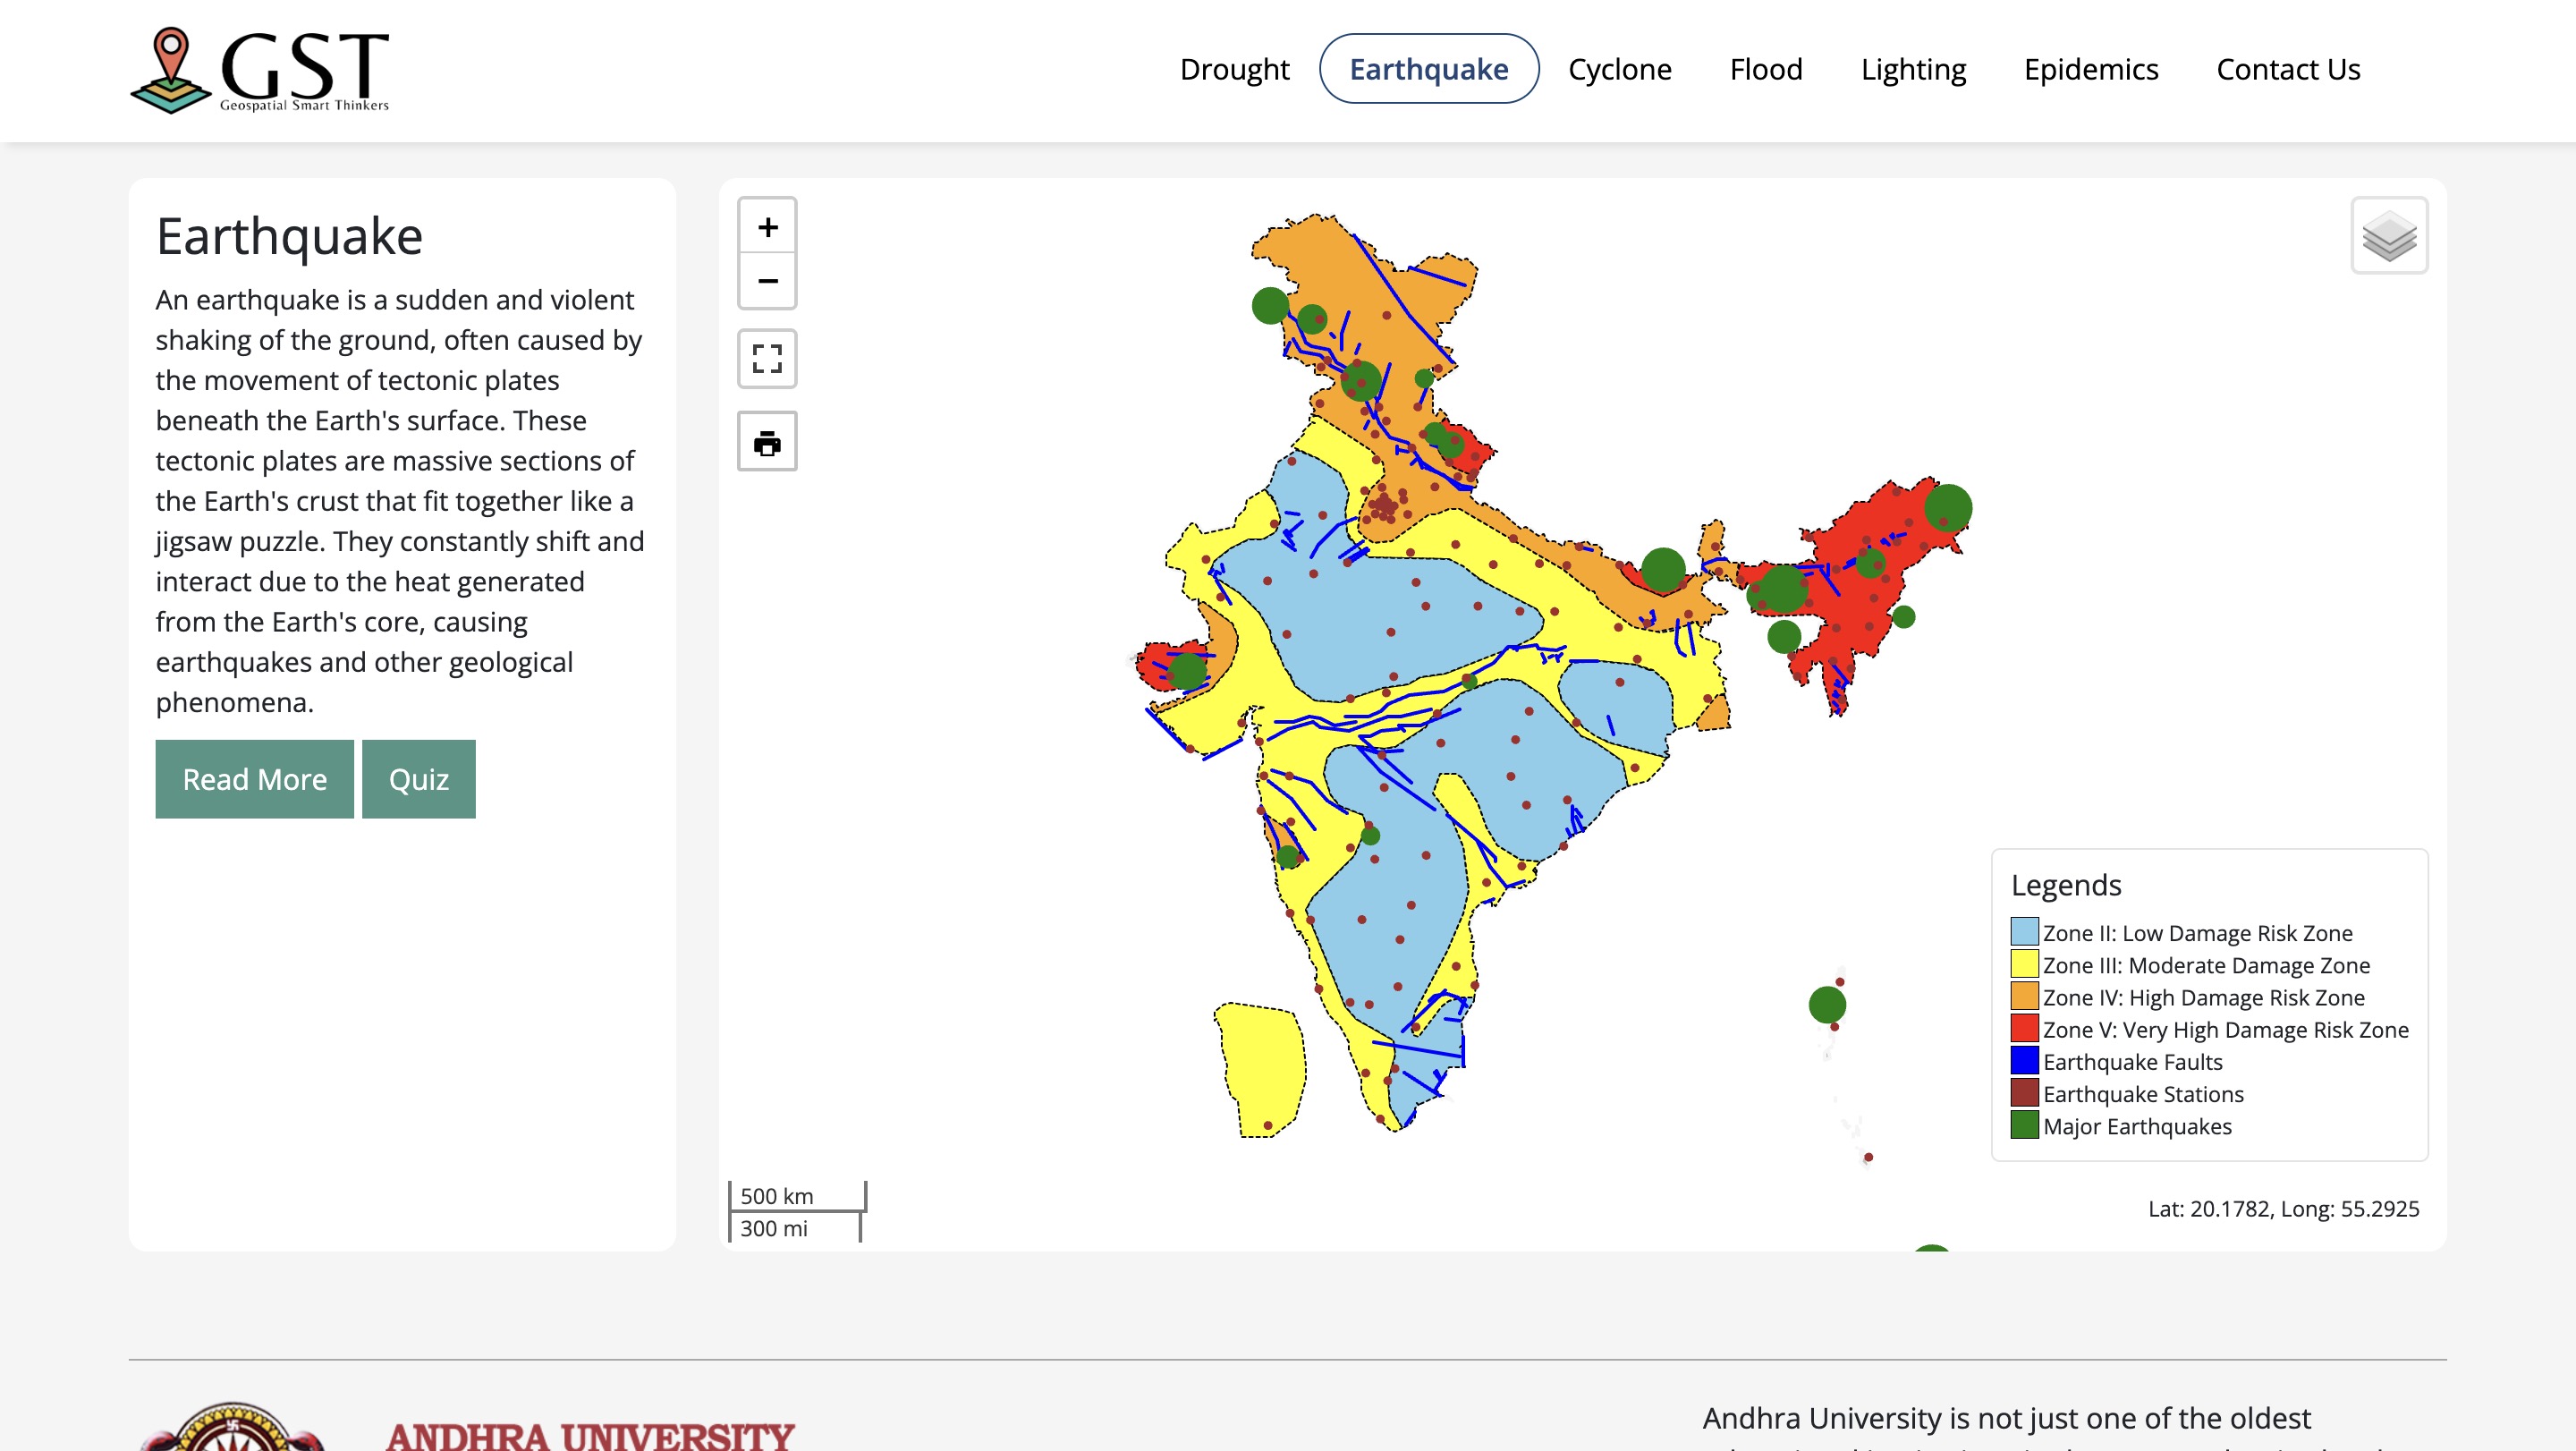 GST
Geospatial Smart Thinkers
Drought
Earthquake
Cyclone
Flood
Lighting
Epidemics
Contact Us
Earthquake
An earthquake is a sudden and violent
shaking of the ground, often caused by
the movement of tectonic plates
beneath the Earth's surface. These
tectonic plates are massive sections of
the Earth's crust that fit together like a
jigsaw puzzle. They constantly shift and
interact due to the heat generated
from the Earth's core, causing
earthquakes and other geological
phenomena.
Read More
Quiz
+
−
Legends
Zone II: Low Damage Risk Zone
Zone III: Moderate Damage Zone
Zone IV: High Damage Risk Zone
Zone V: Very High Damage Risk Zone
Earthquake Faults
Earthquake Stations
Major Earthquakes
500 km
300 mi
Lat: 20.1782, Long: 55.2925
ANDHRA UNIVERSITY
Andhra University is not just one of the oldest